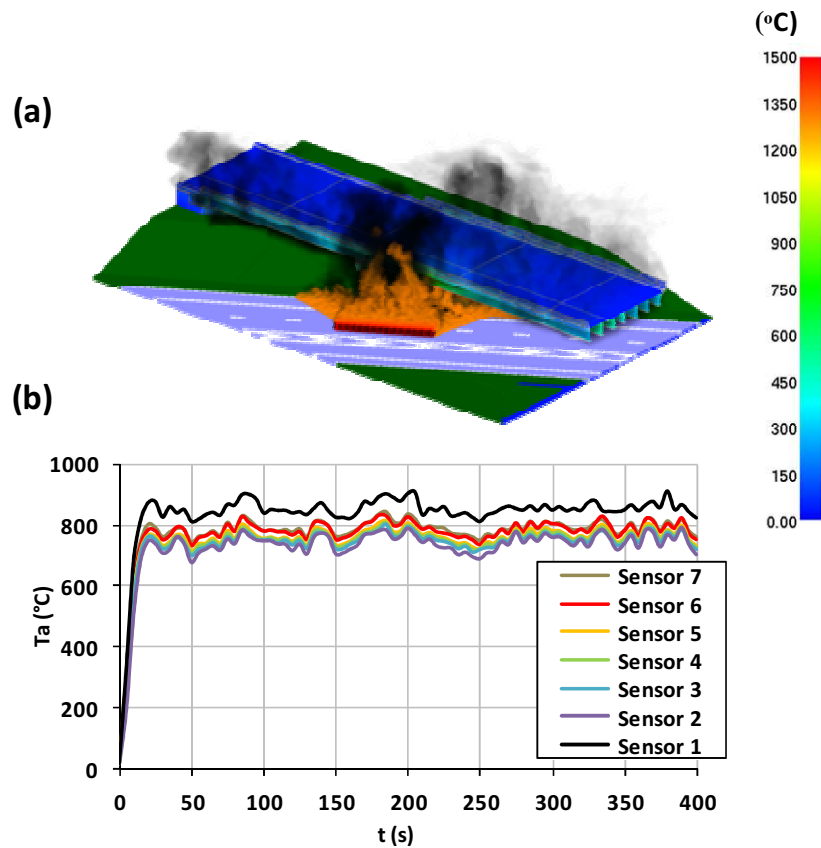 (°C)
(a)
1500
1350
1200
1050
900
750
600
450
300
150
0.00
(b)
1000
800
600
400
200
0
Ta (°C)
Sensor 7
Sensor 6
Sensor 5
Sensor 4
Sensor 3
Sensor 2
Sensor 1
0 50 100 150 200 250 300 350 400
t (s)